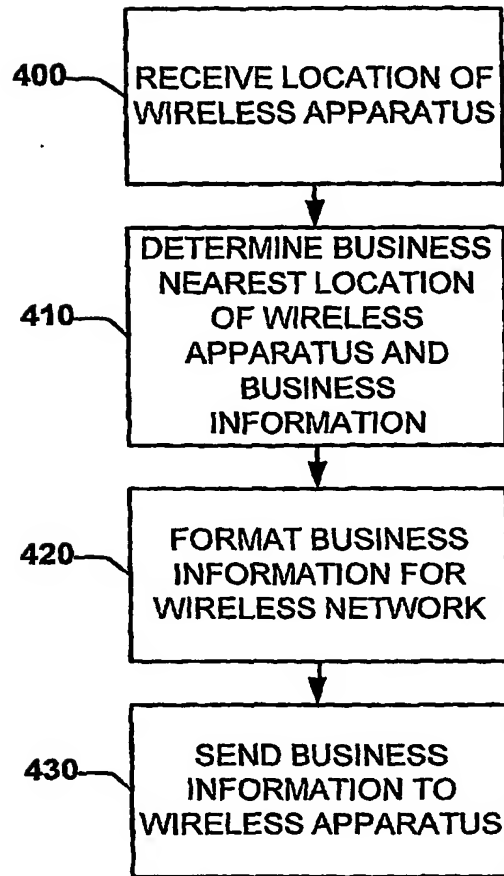 400
RECEIVE LOCATION OF
WIRELESS APPARATUS
410
DETERMINE BUSINESS
NEAREST LOCATION
OF WIRELESS
APPARATUS AND
BUSINESS
INFORMATION
420
FORMAT BUSINESS
INFORMATION FOR
WIRELESS NETWORK
430
SEND BUSINESS
INFORMATION TO
WIRELESS APPARATUS